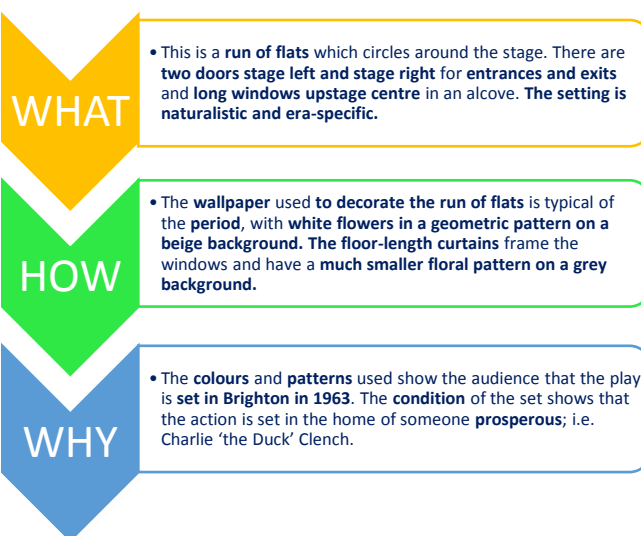 WHAT
• This is a run of flats which circles around the stage. There are
two doors stage left and stage right for entrances and exits
and long windows upstage centre in an alcove. The setting is
naturalistic and era-specific.
HOW
• The wallpaper used to decorate the run of flats is typical of
the period, with white flowers in a geometric pattern on a
beige background. The floor-length curtains frame the
windows and have a much smaller floral pattern on a grey
background.
WHY
• The colours and patterns used show the audience that the play
is set in Brighton in 1963. The condition of the set shows that
the action is set in the home of someone prosperous; i.e.
Charlie ‘the Duck’ Clench.